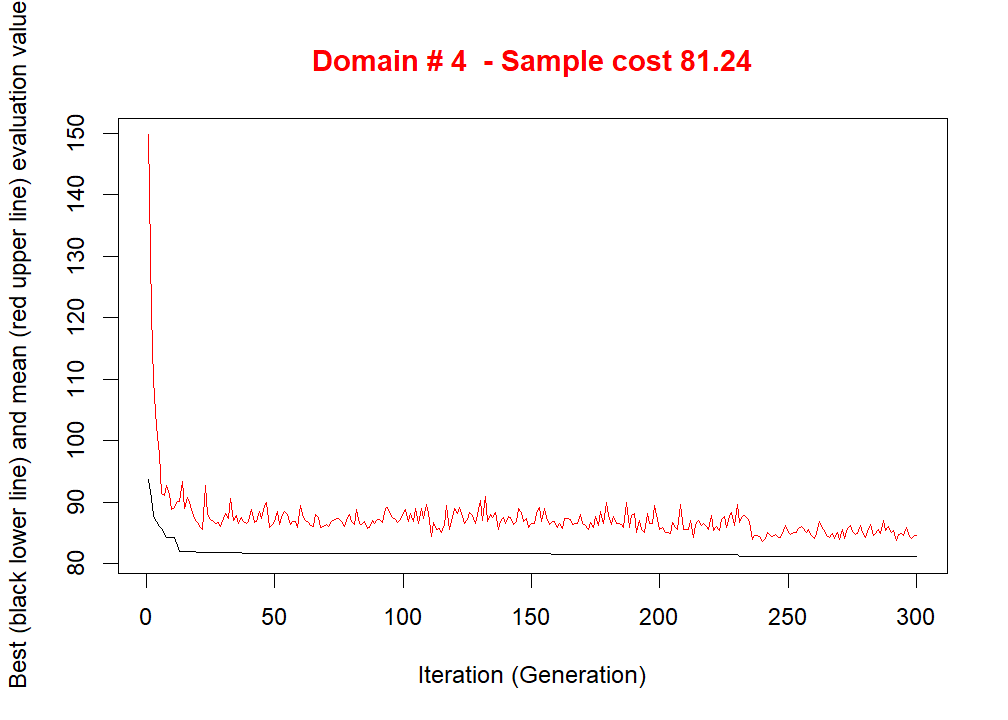 Domain # 4  - Sample cost 81.24
Best (black lower line) and mean (red upper line) evaluation value
150
140
130
120
110
100
90
80
0 50 100 150 200 250 300
Iteration (Generation)